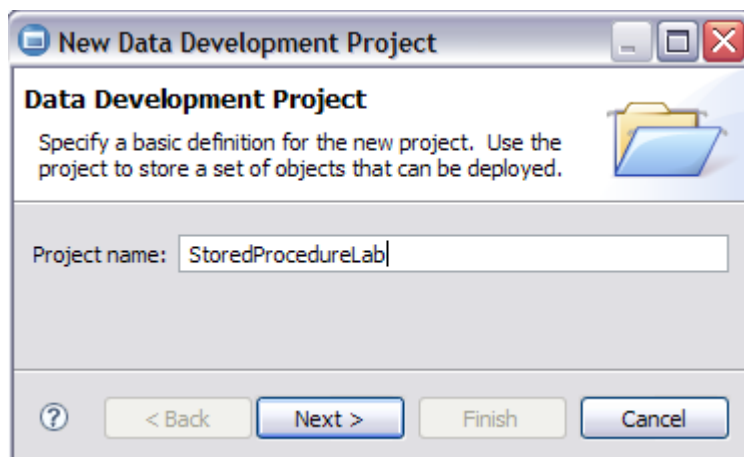 New Data Development Project
Data Development Project
Specify a basic definition for the new project. Use the
project to store a set of objects that can be deployed.
Project name: StoredProcedureLab
? < Back Next > Finish Cancel